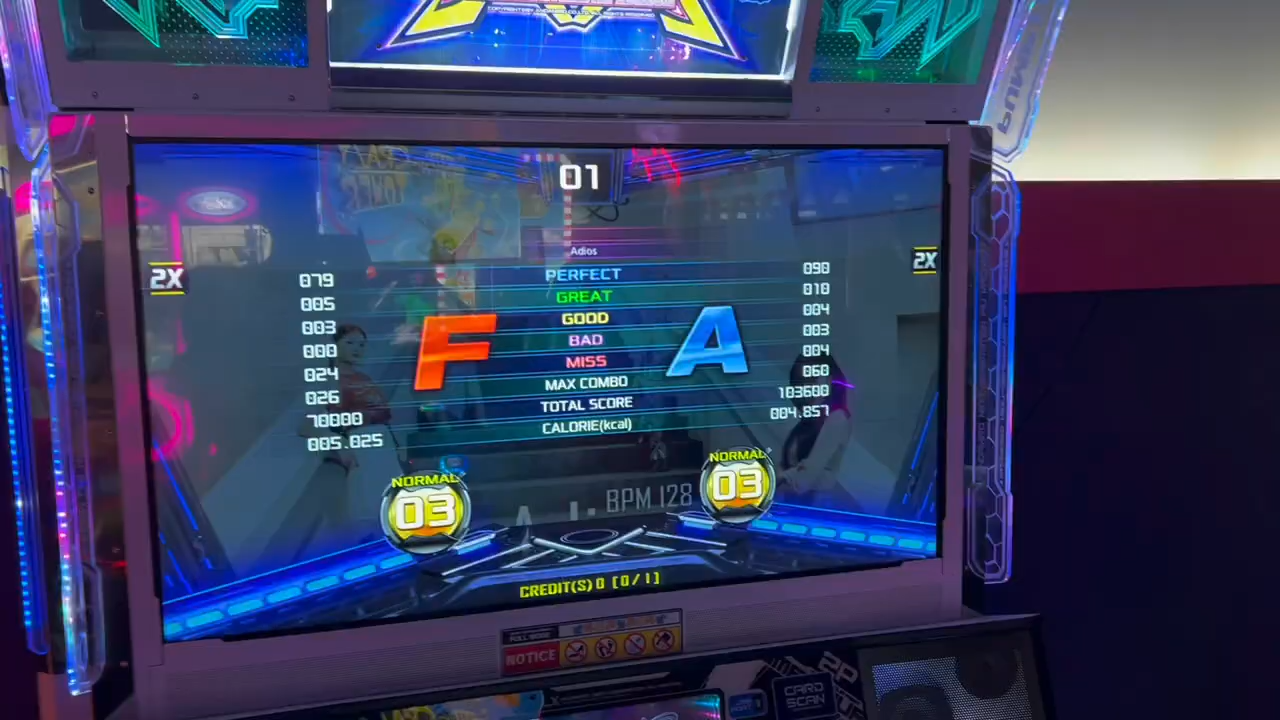 01
Adios
2X
2X
079 PERFECT 090
005 GREAT 010
003 GOOD 004
000 BAD 003
024 MISS 004
026 MAX COMBO 060
70000 TOTAL SCORE 103600
005.025 CALORIE(kcal) 004.857
F
A
NORMAL
03
NORMAL
03
BPM 128
CREDIT(S) 0 [0/1]
NOTICE
2P
CARD
SCAN
PUMP